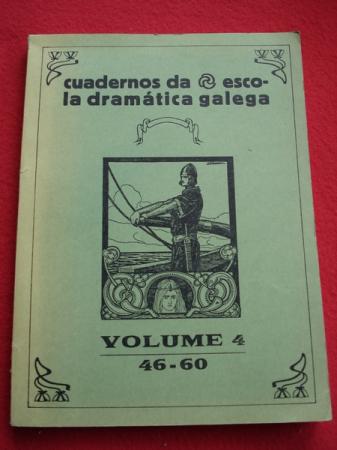 cuadernos da esco-
la dramática galega
VOLUME 4
46-60